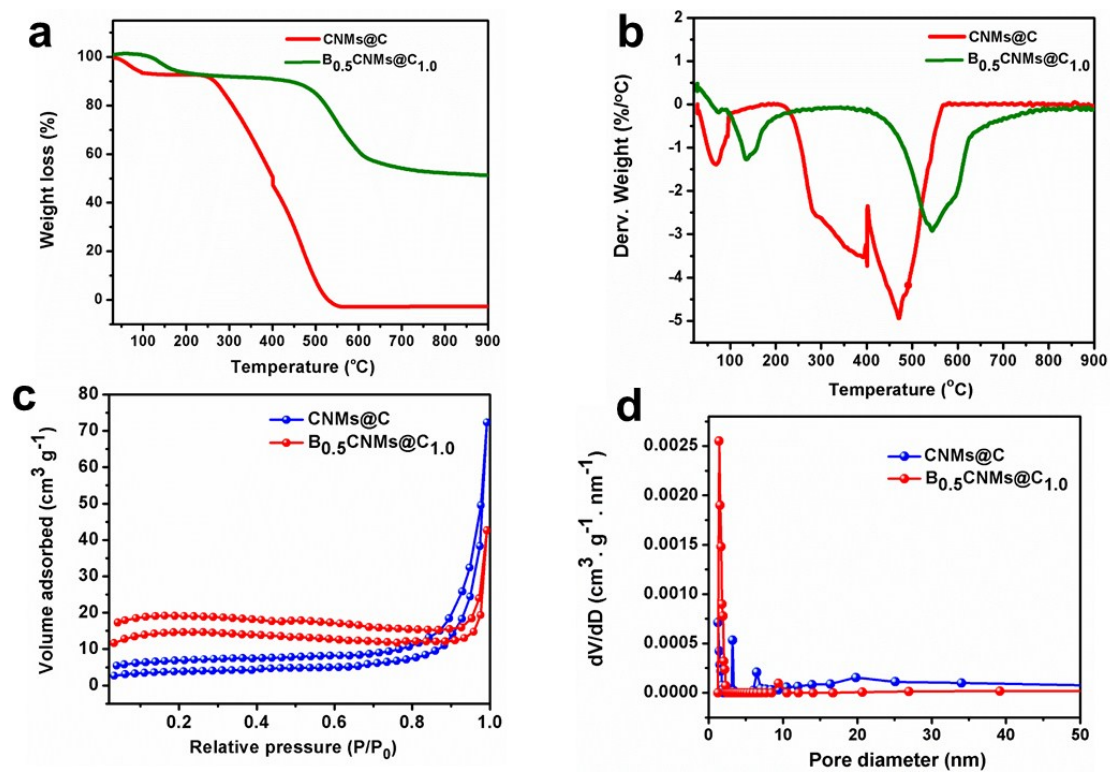 a
CNMs@C
B0.5CNMs@C1.0
100
80
60
40
20
0
Weight loss (%)
100 200 300 400 500 600 700 800 900
Temperature (°C)
b
CNMs@C
B0.5CNMs@C1.0
2
1
0
-1
-2
-3
-4
-5
Derv. Weight (%/°C)
100 200 300 400 500 600 700 800 900
Temperature (°C)
c
CNMs@C
B0.5CNMs@C1.0
80
70
60
50
40
30
20
10
0
Volume adsorbed (cm3 g-1)
0.2 0.4 0.6 0.8 1.0
Relative pressure (P/P0)
d
CNMs@C
B0.5CNMs@C1.0
0.0025
0.0020
0.0015
0.0010
0.0005
0.0000
dV/dD (cm3. g-1. nm-1)
0 10 20 30 40 50
Pore diameter (nm)